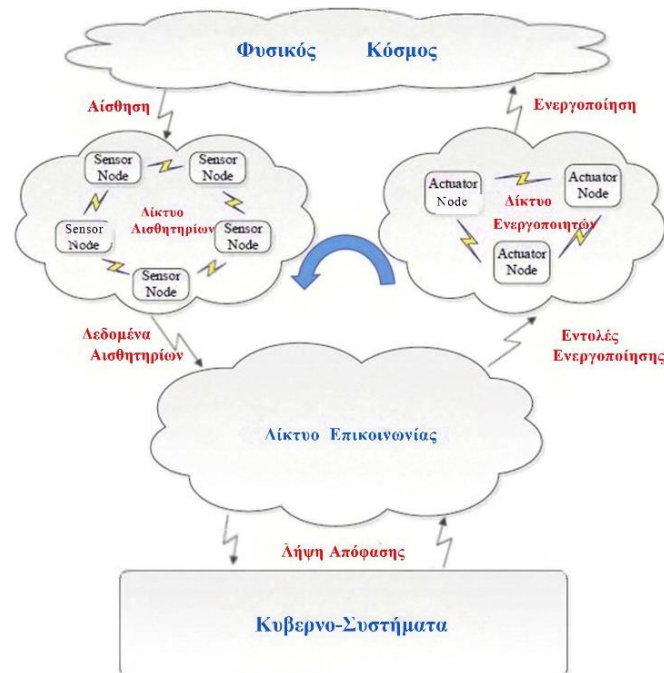 Φυσικός Κόσμος
Αίσθηση
Ενεργοποίηση
Sensor
Node
Sensor
Node
Sensor
Node
Sensor
Node
Sensor
Node
Δίκτυο
Αισθητηρίων
Actuator
Node
Actuator
Node
Actuator
Node
Δίκτυο
Ενεργοποιητών
Δεδομένα
Αισθητηρίων
Εντολές
Ενεργοποίησης
Δίκτυο Επικοινωνίας
Λήψη Απόφασης
Κυβερνο-Συστήματα